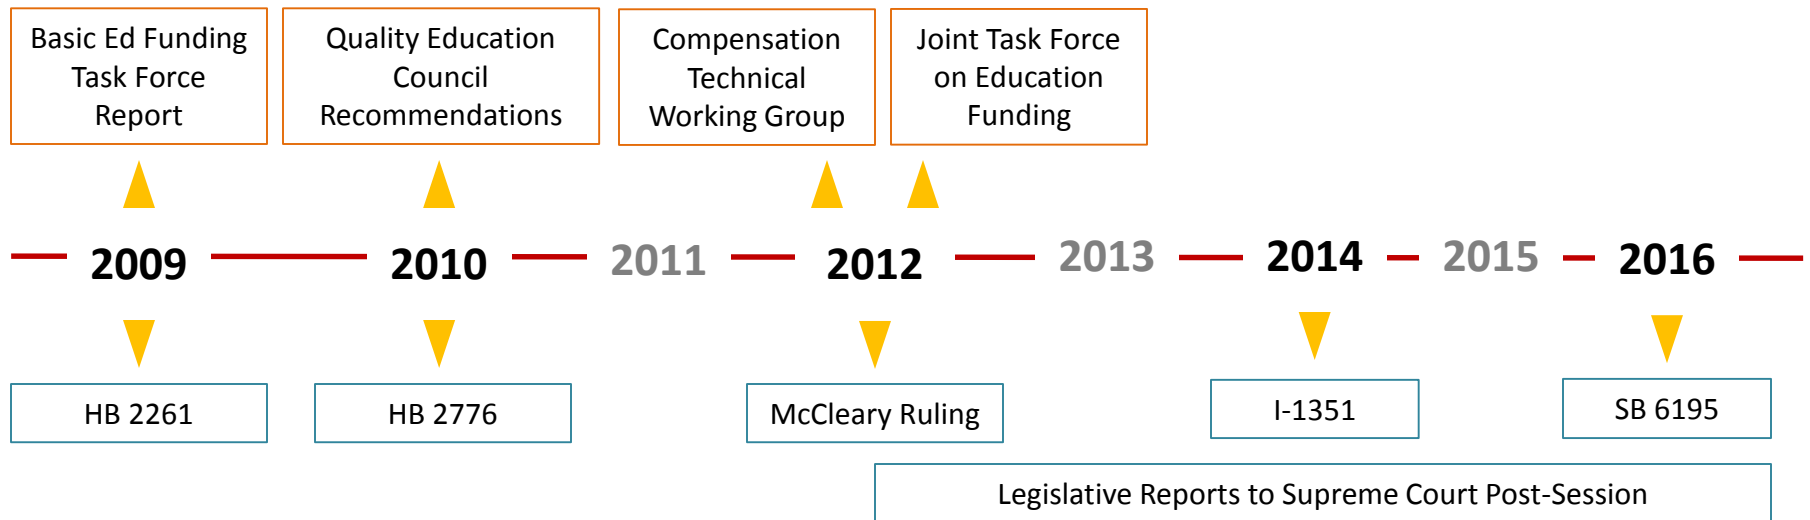 Basic Ed Funding
Task Force
Report
Quality Education
Council
Recommendations
Compensation
Technical
Working Group
Joint Task Force
on Education
Funding
2009
2010
2011
2012
2013
2014
2015
2016
HB 2261
HB 2776
McCleary Ruling
I-1351
SB 6195
Legislative Reports to Supreme Court Post-Session